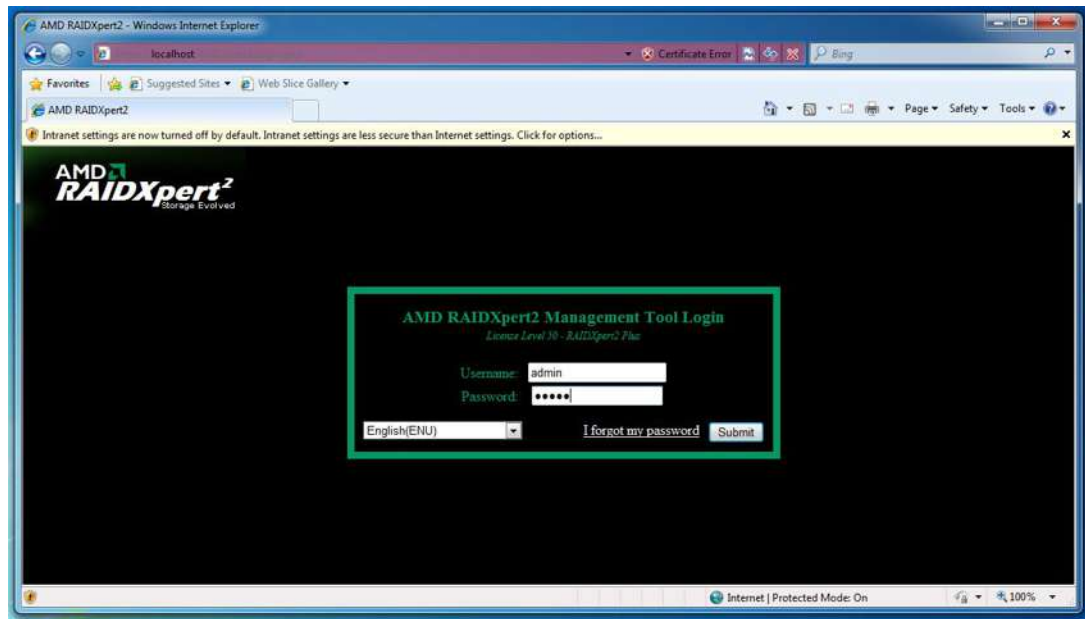 AMD RAIDXpert2 - Windows Internet Explorer
localhost
Certificate Error
Bing
Favorites
Suggested Sites
Web Slice Gallery
AMD RAIDXpert2
Page
Safety
Tools
Intranet settings are now turned off by default. Intranet settings are less secure than Internet settings. Click for options...
AMD
RAIDXpert2
Storage Evolved
AMD RAIDXpert2 Management Tool Login
License Level 30 - RAIDXpert2 Plus
Username: admin
Password: •••••
English(ENU)
I forgot my password
Submit
Internet | Protected Mode: On
100%